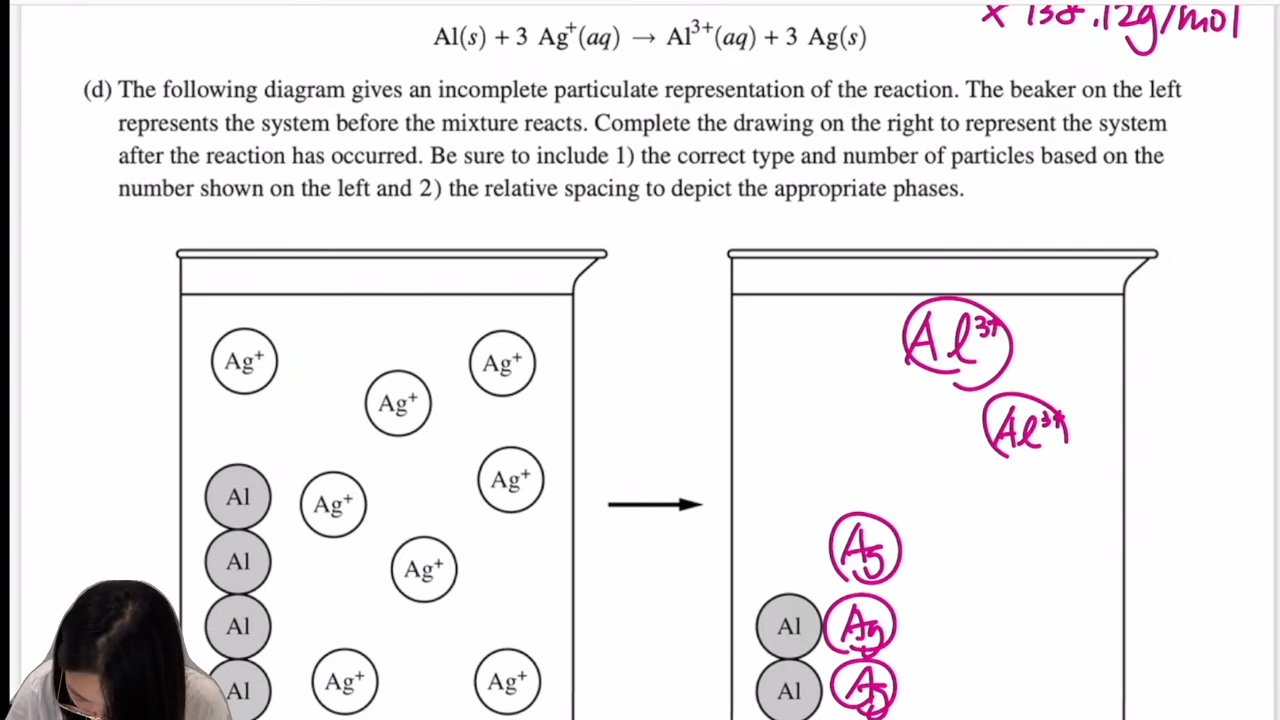 × 158.12g/mol
Al(s) + 3 Ag⁺(aq) → Al³⁺(aq) + 3 Ag(s)
(d) The following diagram gives an incomplete particulate representation of the reaction. The beaker on the left
represents the system before the mixture reacts. Complete the drawing on the right to represent the system
after the reaction has occurred. Be sure to include 1) the correct type and number of particles based on the
number shown on the left and 2) the relative spacing to depict the appropriate phases.
Ag⁺
Ag⁺
Ag⁺
Ag⁺
Al
Ag⁺
Al
Ag⁺
Al
Al
Ag⁺
Ag⁺
Al³⁺
Al³⁺
Ag
Al
Ag
Al
Ag